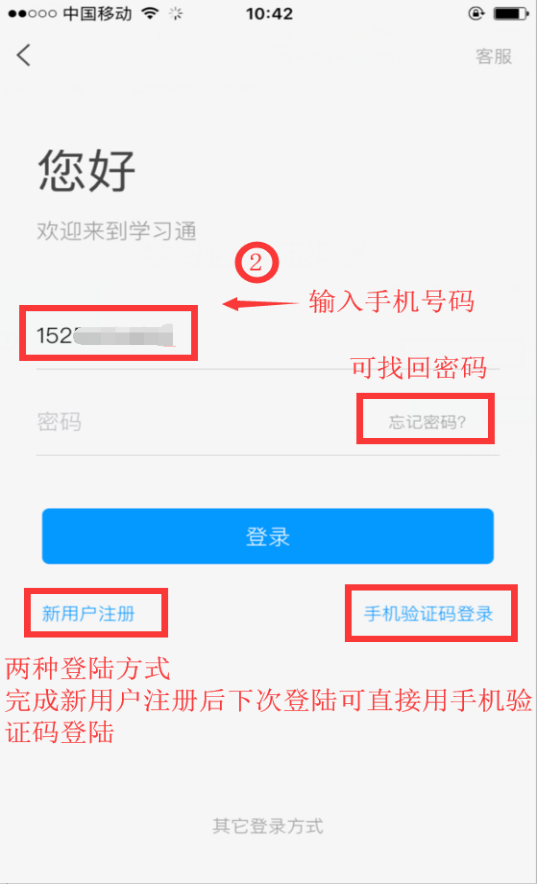 中国移动 10:42
客服
您好
欢迎来到学习通
②
输入手机号码
152
可找回密码
密码 忘记密码?
登录
新用户注册 手机验证码登录
两种登陆方式
完成新用户注册后下次登陆可直接用手机验
证码登陆
其它登录方式